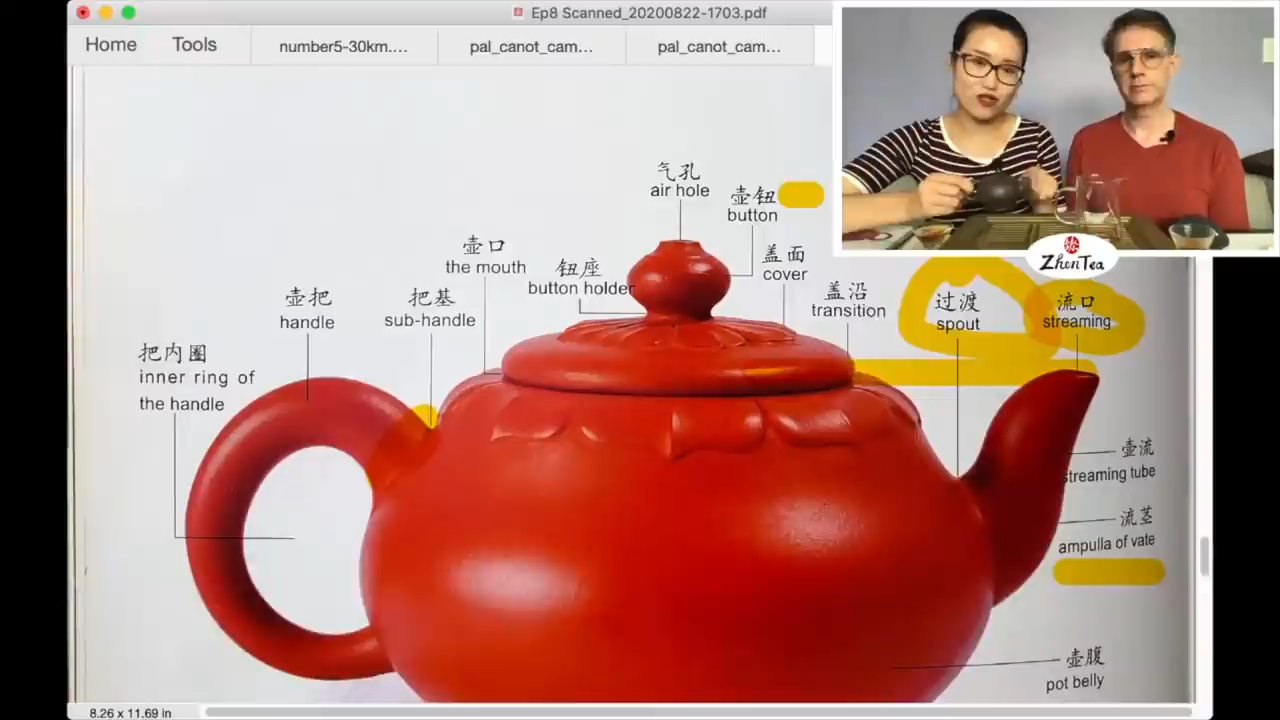 Ep8 Scanned_20200822-1703.pdf
Home
Tools
number5-30km....
pal_canot_cam...
pal_canot_cam...
ZhenTea
气孔
air hole
壶钮
button
壶口
the mouth
钮座
button holder
盖面
cover
壶把
handle
把基
sub-handle
盖沿
transition
过渡
spout
流口
streaming
把内圈
inner ring of
the handle
壶流
streaming tube
流茎
ampulla of vate
壶腹
pot belly
8.26 x 11.69 in